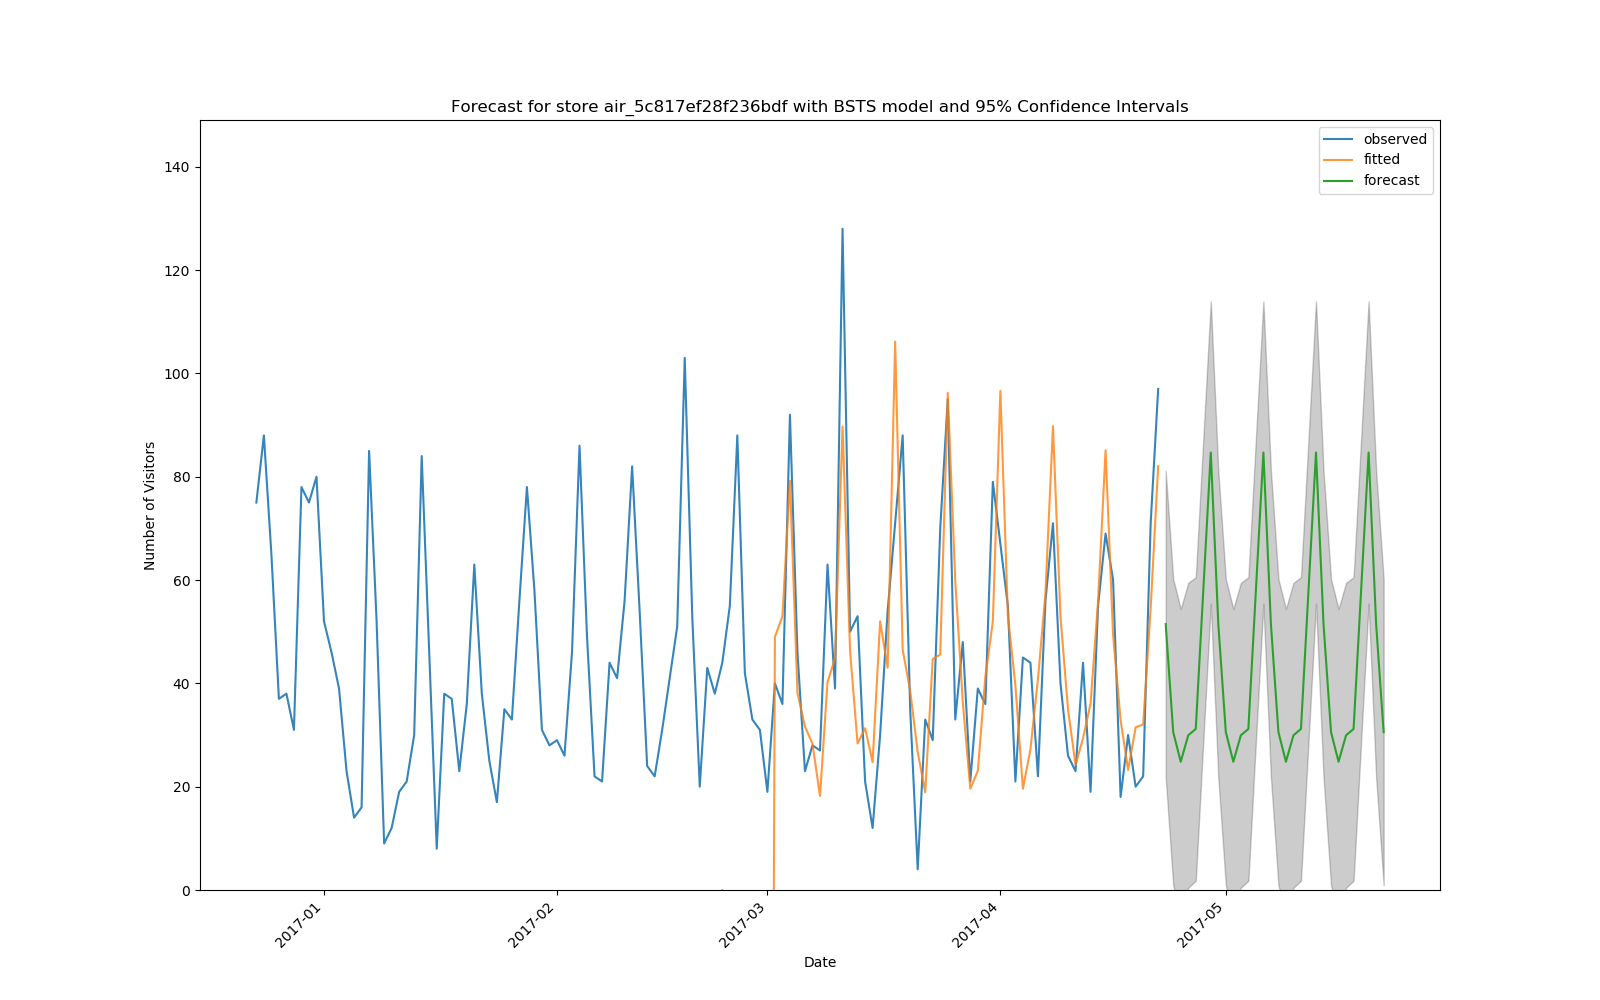 Forecast for store air_5c817ef28f236bdf with BSTS model and 95% Confidence Intervals
observed
fitted
forecast
140
120
100
80
60
40
20
0
Number of Visitors
2017-01
2017-02
2017-03
2017-04
2017-05
Date